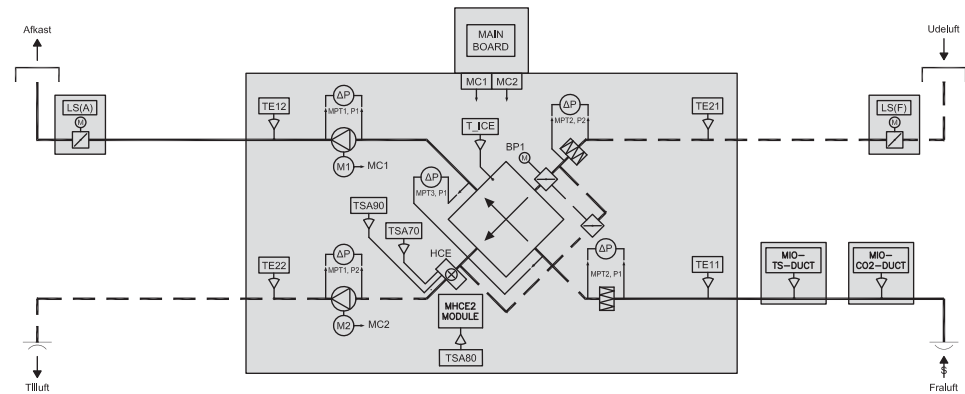 Afkast
Udeluft
MAIN
BOARD
MC1
MC2
LS(A)
M
TE12
ΔP
MPT1, P1
M1
MC1
T_ICE
BP1
M
ΔP
MPT2, P2
TE21
LS(F)
M
ΔP
MPT3, P1
TSA90
TSA70
HCE
TE22
ΔP
MPT1, P2
M2
MC2
MHCE2
MODULE
TSA80
ΔP
MPT2, P1
TE11
MIO-
TS-DUCT
MIO-
CO2-DUCT
Tilluft
Fraluft